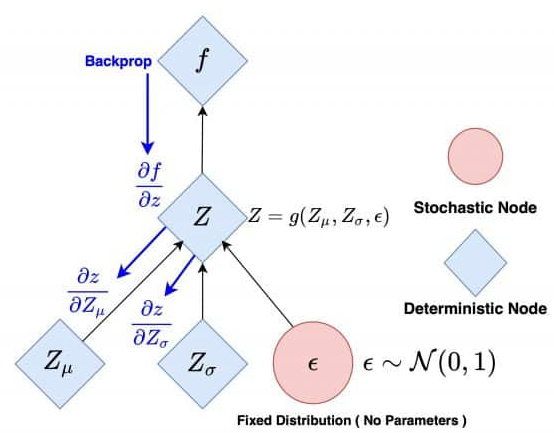 f
Backprop
∂f
∂z
Z
Z = g(Z_μ, Z_σ, ϵ)
Stochastic Node
∂z
∂Z_μ
∂z
∂Z_σ
Deterministic Node
Z_μ
Z_σ
ϵ
ϵ ∼ 𝒩(0, 1)
Fixed Distribution ( No Parameters )